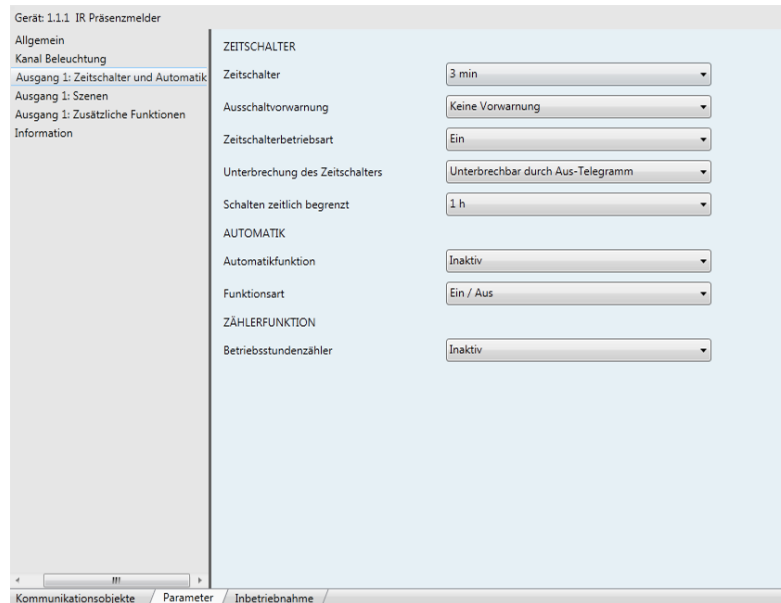 Gerät: 1.1.1 IR Präsenzmelder
Allgemein
Kanal Beleuchtung
Ausgang 1: Zeitschalter und Automatik
Ausgang 1: Szenen
Ausgang 1: Zusätzliche Funktionen
Information
ZEITSCHALTER
Zeitschalter 3 min
Ausschaltvorwarnung Keine Vorwarnung
Zeitschalterbetriebsart Ein
Unterbrechung des Zeitschalters Unterbrechbar durch Aus-Telegramm
Schalten zeitlich begrenzt 1 h
AUTOMATIK
Automatikfunktion Inaktiv
Funktionsart Ein / Aus
ZÄHLERFUNKTION
Betriebsstundenzähler Inaktiv
Kommunikationsobjekte Parameter Inbetriebnahme